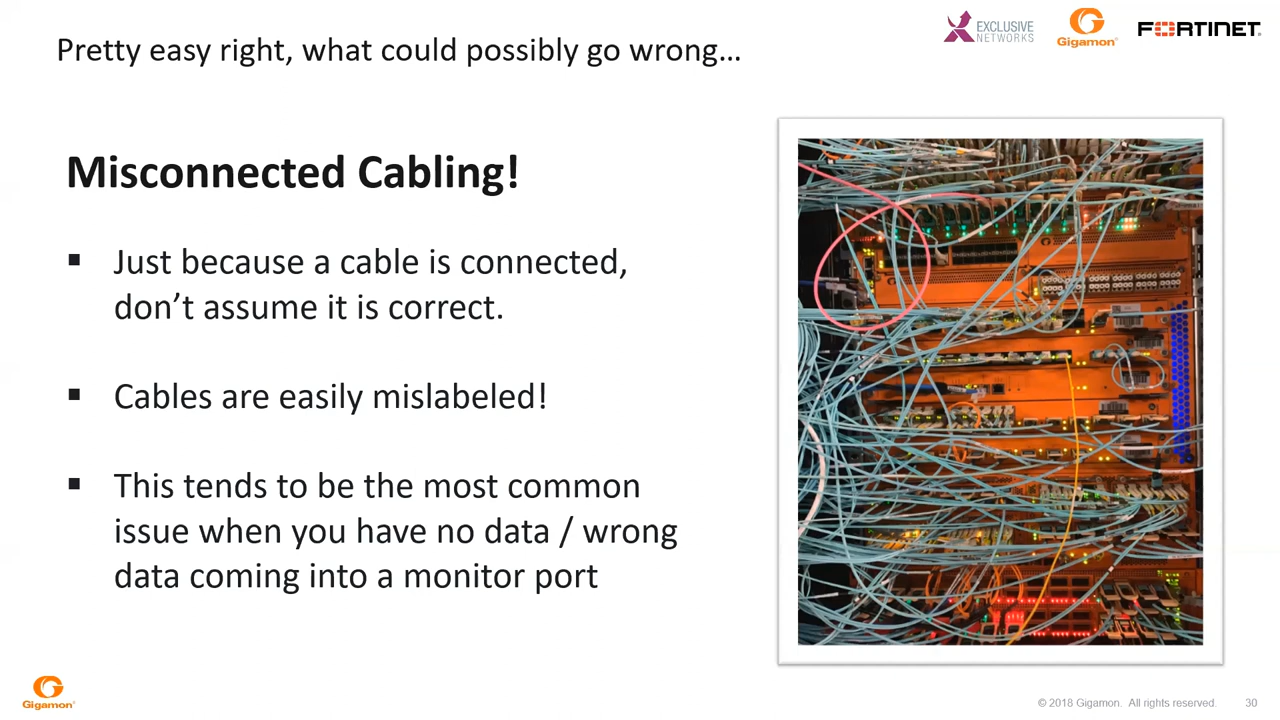 Pretty easy right, what could possibly go wrong…
EXCLUSIVE
NETWORKS
Gigamon®
FORTINET®
Misconnected Cabling!
▪ Just because a cable is connected,
don’t assume it is correct.
▪ Cables are easily mislabeled!
▪ This tends to be the most common
issue when you have no data / wrong
data coming into a monitor port
Gigamon®
© 2018 Gigamon. All rights reserved.
30